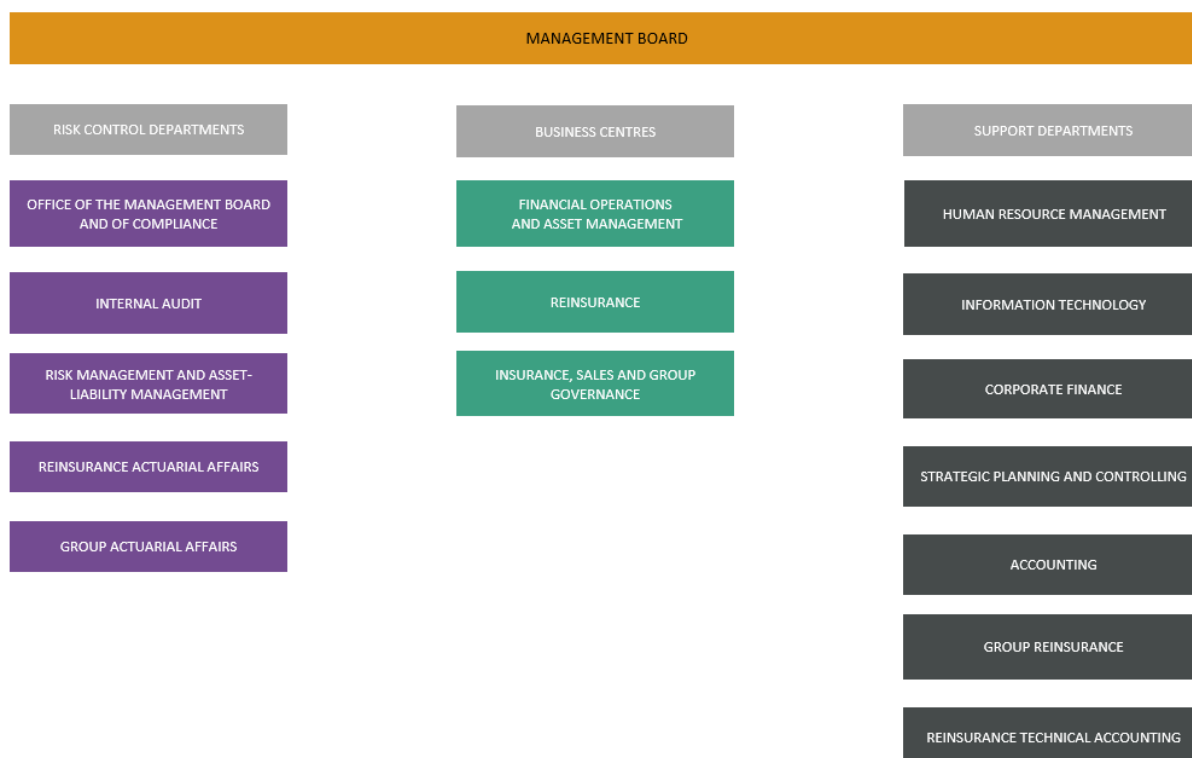 MANAGEMENT BOARD
RISK CONTROL DEPARTMENTS
OFFICE OF THE MANAGEMENT BOARD
AND OF COMPLIANCE
INTERNAL AUDIT
RISK MANAGEMENT AND ASSET-
LIABILITY MANAGEMENT
REINSURANCE ACTUARIAL AFFAIRS
GROUP ACTUARIAL AFFAIRS
BUSINESS CENTRES
FINANCIAL OPERATIONS
AND ASSET MANAGEMENT
REINSURANCE
INSURANCE, SALES AND GROUP
GOVERNANCE
SUPPORT DEPARTMENTS
HUMAN RESOURCE MANAGEMENT
INFORMATION TECHNOLOGY
CORPORATE FINANCE
STRATEGIC PLANNING AND CONTROLLING
ACCOUNTING
GROUP REINSURANCE
REINSURANCE TECHNICAL ACCOUNTING